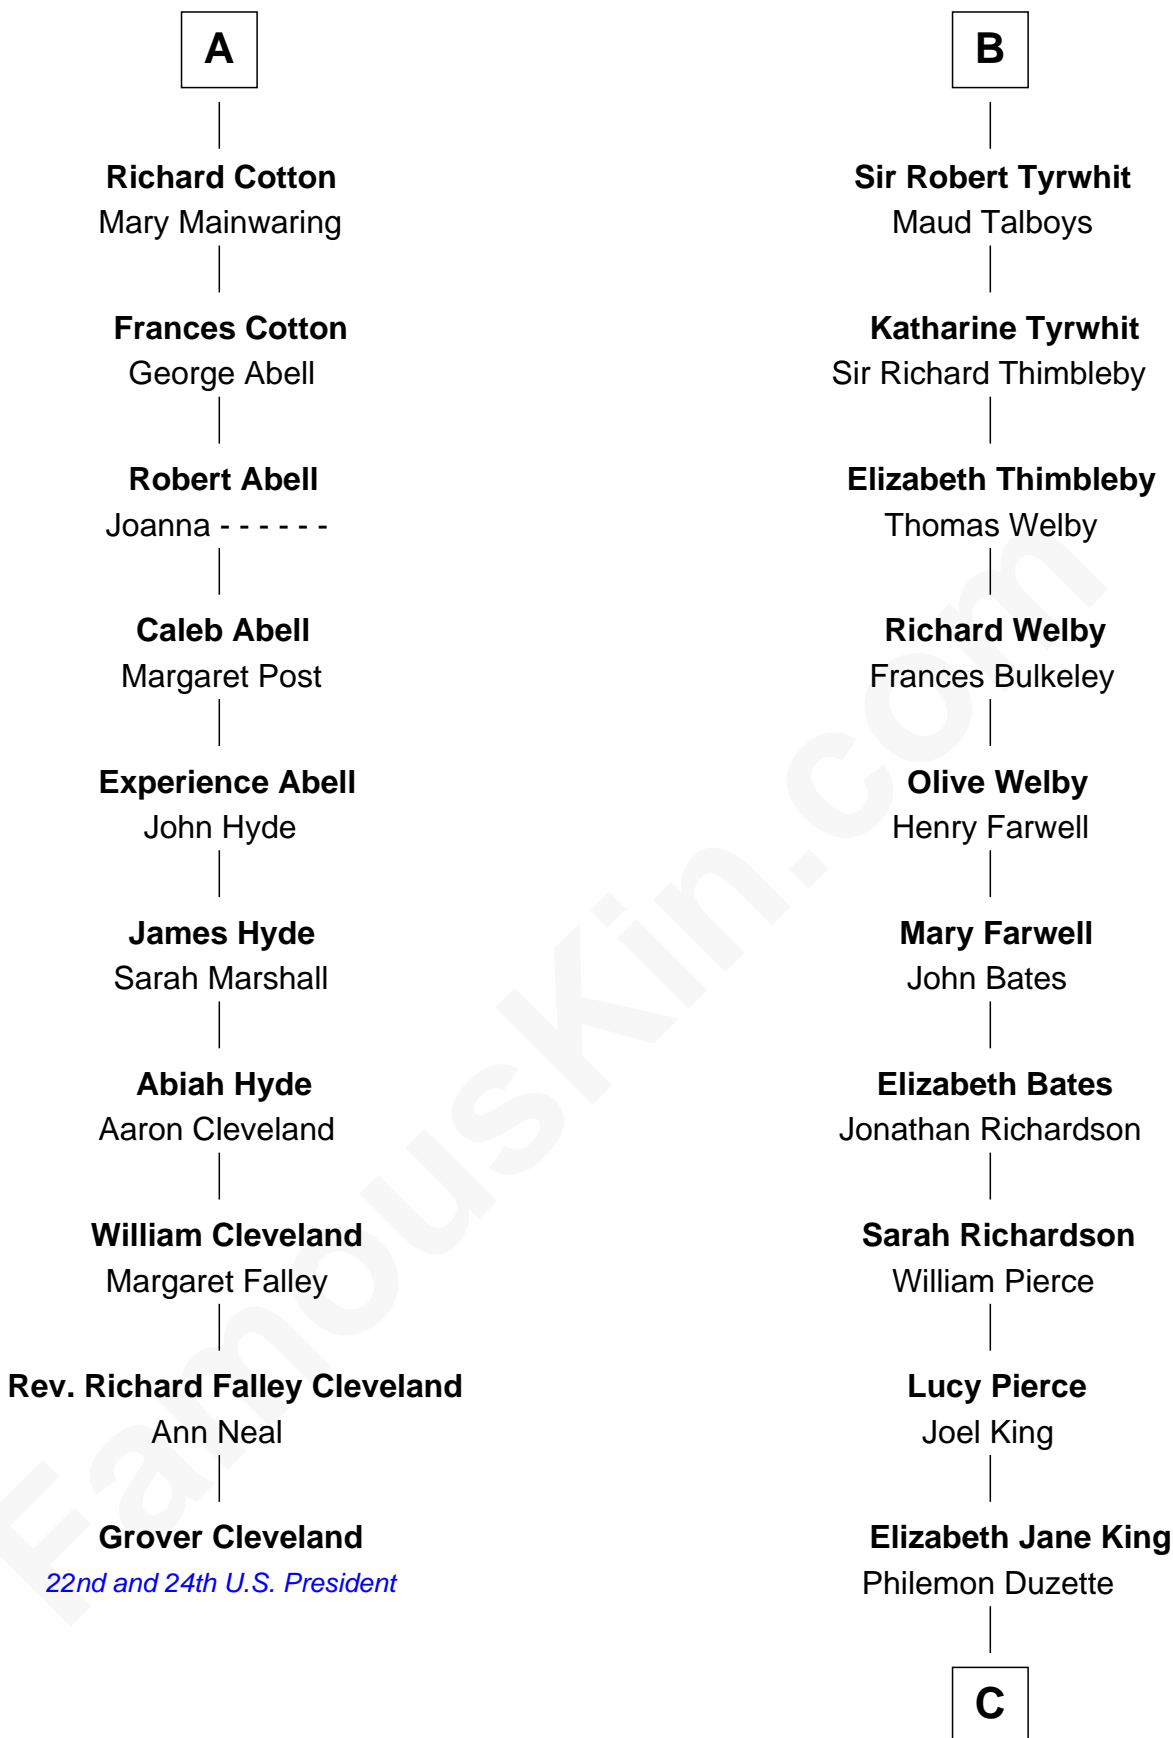 A
Richard Cotton
Mary Mainwaring
Frances Cotton
George Abell
Robert Abell
Joanna - - - - - -
Caleb Abell
Margaret Post
Experience Abell
John Hyde
James Hyde
Sarah Marshall
Abiah Hyde
Aaron Cleveland
William Cleveland
Margaret Falley
Rev. Richard Falley Cleveland
Ann Neal
Grover Cleveland
22nd and 24th U.S. President
B
Sir Robert Tyrwhit
Maud Talboys
Katharine Tyrwhit
Sir Richard Thimbleby
Elizabeth Thimbleby
Thomas Welby
Richard Welby
Frances Bulkeley
Olive Welby
Henry Farwell
Mary Farwell
John Bates
Elizabeth Bates
Jonathan Richardson
Sarah Richardson
William Pierce
Lucy Pierce
Joel King
Elizabeth Jane King
Philemon Duzette
C
FamousKin.com